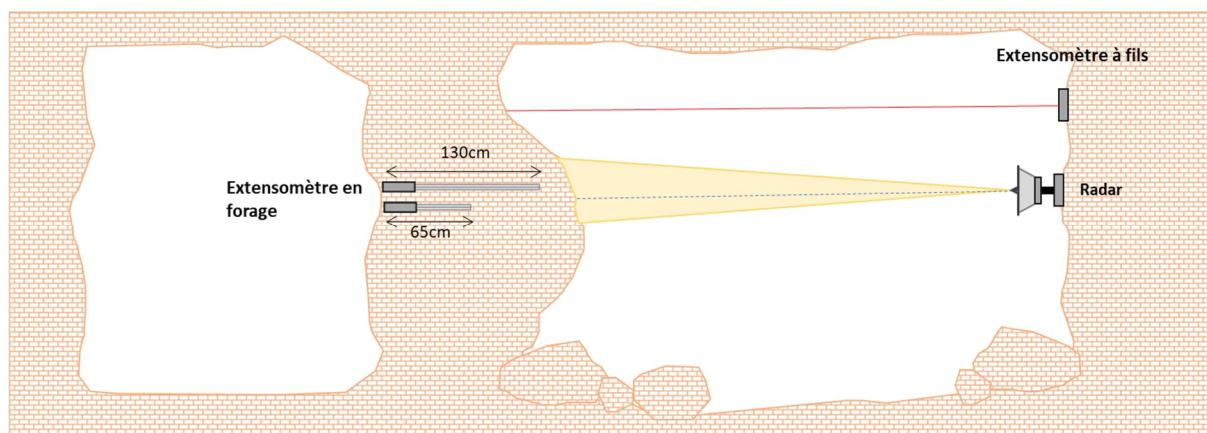 Extensomètre à fils
130cm
Extensomètre en
forage
Radar
65cm